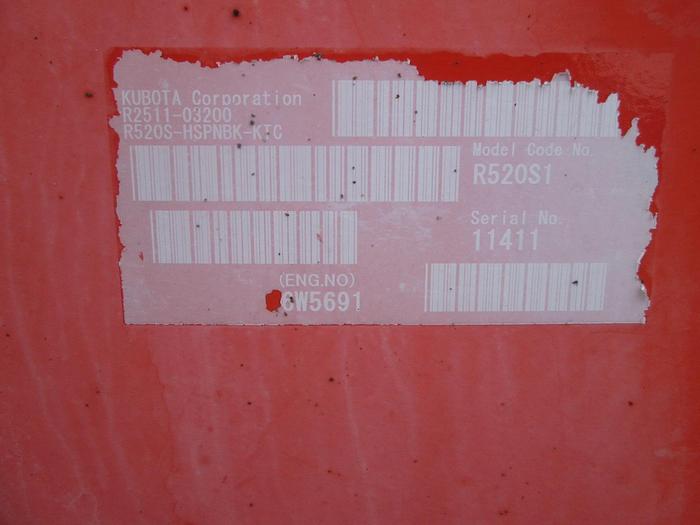 KUBOTA Corporation
R2511-03200
R520S-HSPNBK-KTC
Model Code No.
R520S1
Serial No.
11411
(ENG.NO)
CW5691